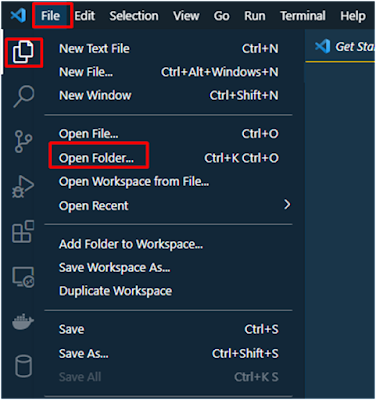 File Edit Selection View Go Run Terminal Help
New Text File Ctrl+N
Get Sta
New File... Ctrl+Alt+Windows+N
New Window Ctrl+Shift+N
Open File... Ctrl+O
Open Folder... Ctrl+K Ctrl+O
Open Workspace from File...
Open Recent
Add Folder to Workspace...
Save Workspace As...
Duplicate Workspace
Save Ctrl+S
Save As... Ctrl+Shift+S
Save All Ctrl+K S